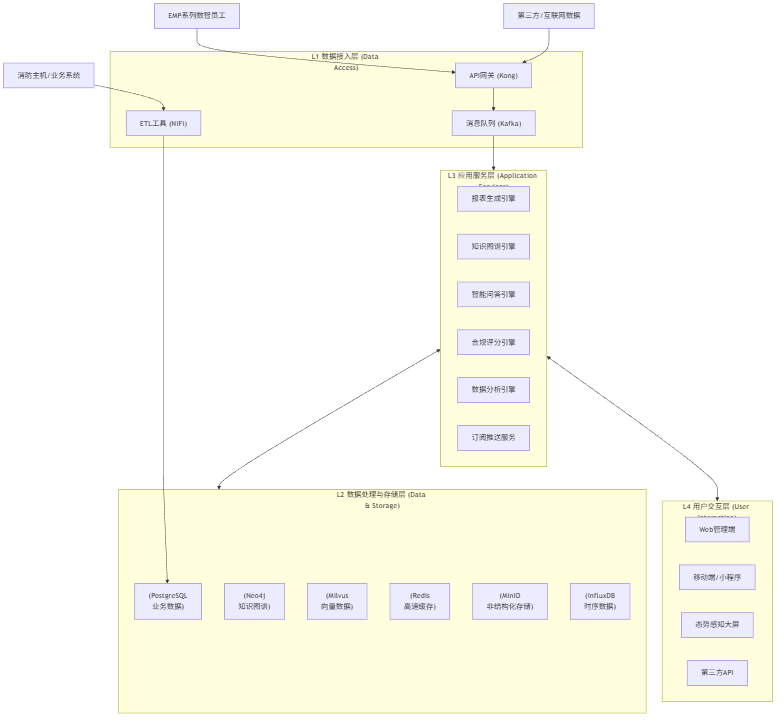 EMP系列数智员工
第三方/互联网数据
消防主机/业务系统
L1 数据接入层 (Data
Access)
API网关 (Kong)
ETL工具 (NiFi)
消息队列 (Kafka)
L3 应用服务层 (Application
Services)
报表生成引擎
知识图谱引擎
智能问答引擎
合规评分引擎
数据分析引擎
订阅推送服务
L2 数据处理与存储层 (Data
& Storage)
(PostgreSQL
业务数据)
(Neo4j
知识图谱)
(Milvus
向量数据)
(Redis
高速缓存)
(MinIO
非结构化存储)
(InfluxDB
时序数据)
L4 用户交互层 (User
Interaction)
Web管理端
移动端/小程序
态势感知大屏
第三方API